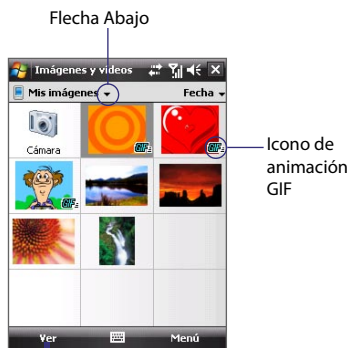 Flecha Abajo
Imágenes y videos
Mis imágenes
Fecha
Cámara
GIF
GIF
GIF
Icono de
animación
GIF
Ver
Menú